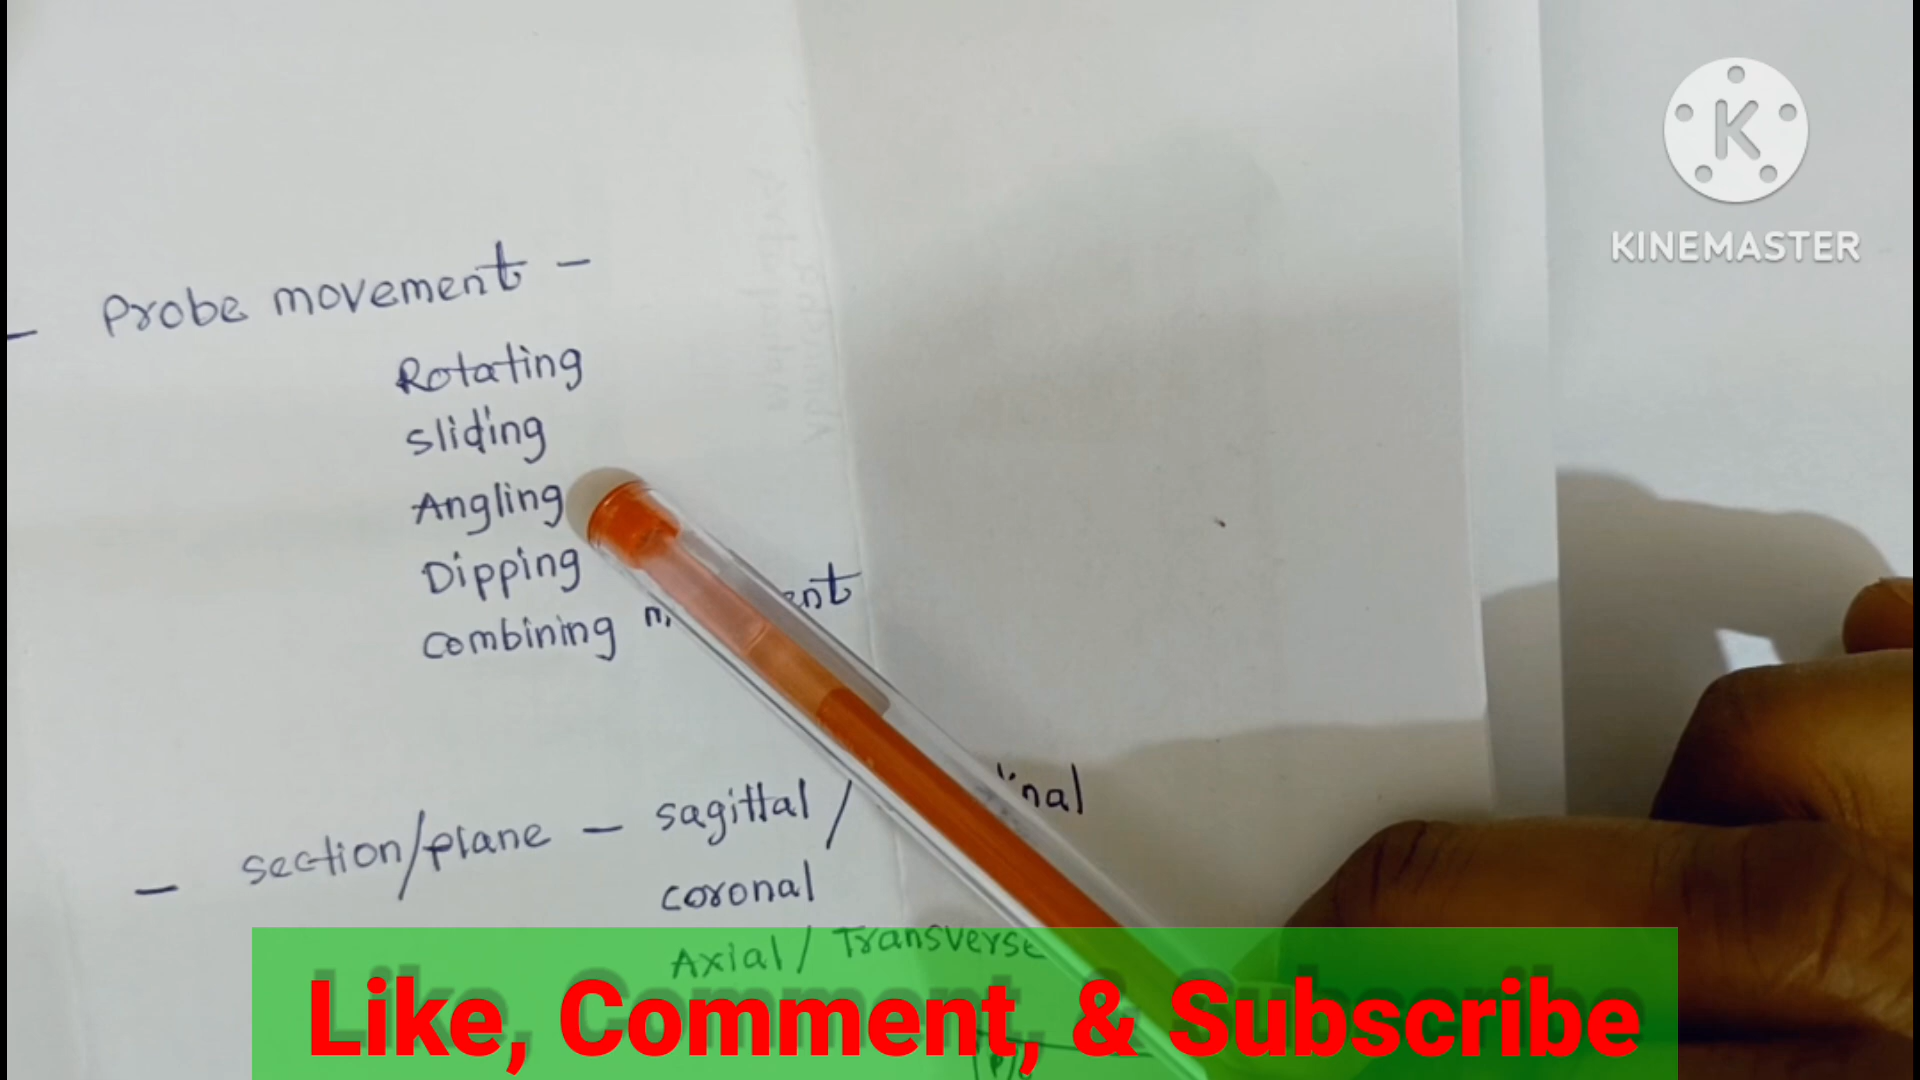 K
KINEMASTER
- Probe movement -
Rotating
sliding
Angling
Dipping
combining
- section/plane - sagittal /
coronal
Axial / Transverse
Like, Comment, & Subscribe